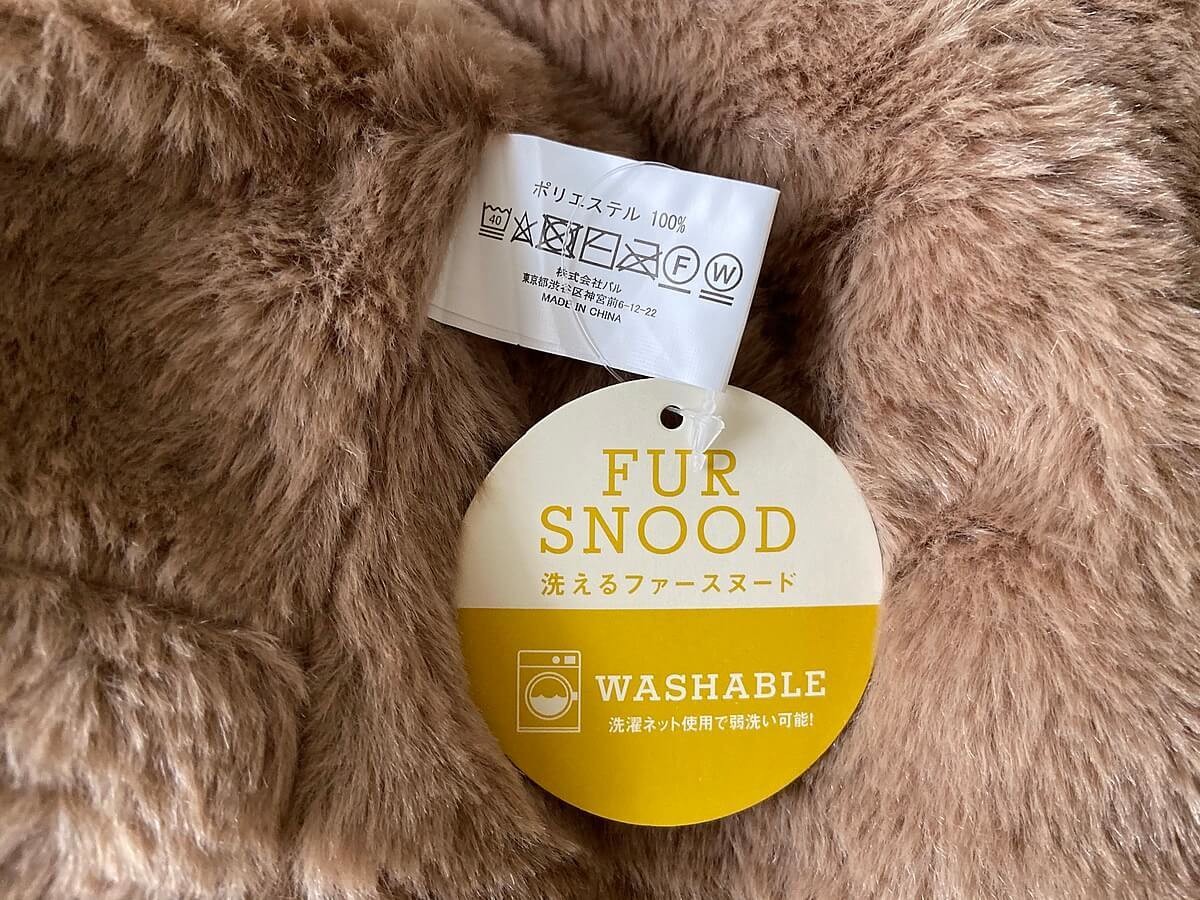 ポリエステル 100%
40
F W
株式会社パル
東京都渋谷区神宮前6-12-22
MADE IN CHINA
FUR
SNOOD
洗えるファースヌード
WASHABLE
洗濯ネット使用で弱洗い可能!